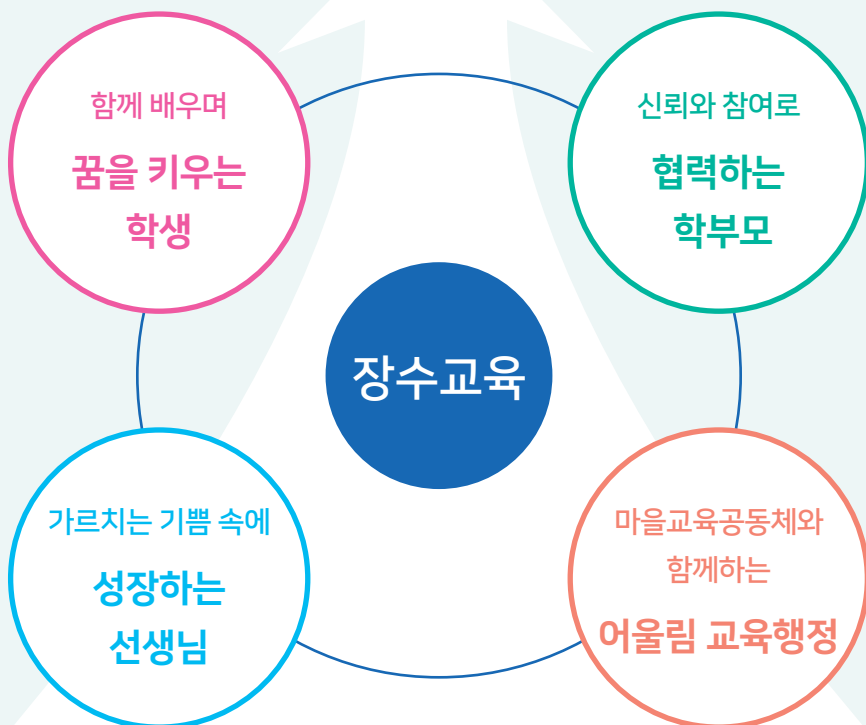 함께 배우며
꿈을 키우는
학생
신뢰와 참여로
협력하는
학부모
장수교육
가르치는 기쁨 속에
성장하는
선생님
마을교육공동체와
함께하는
어울림 교육행정